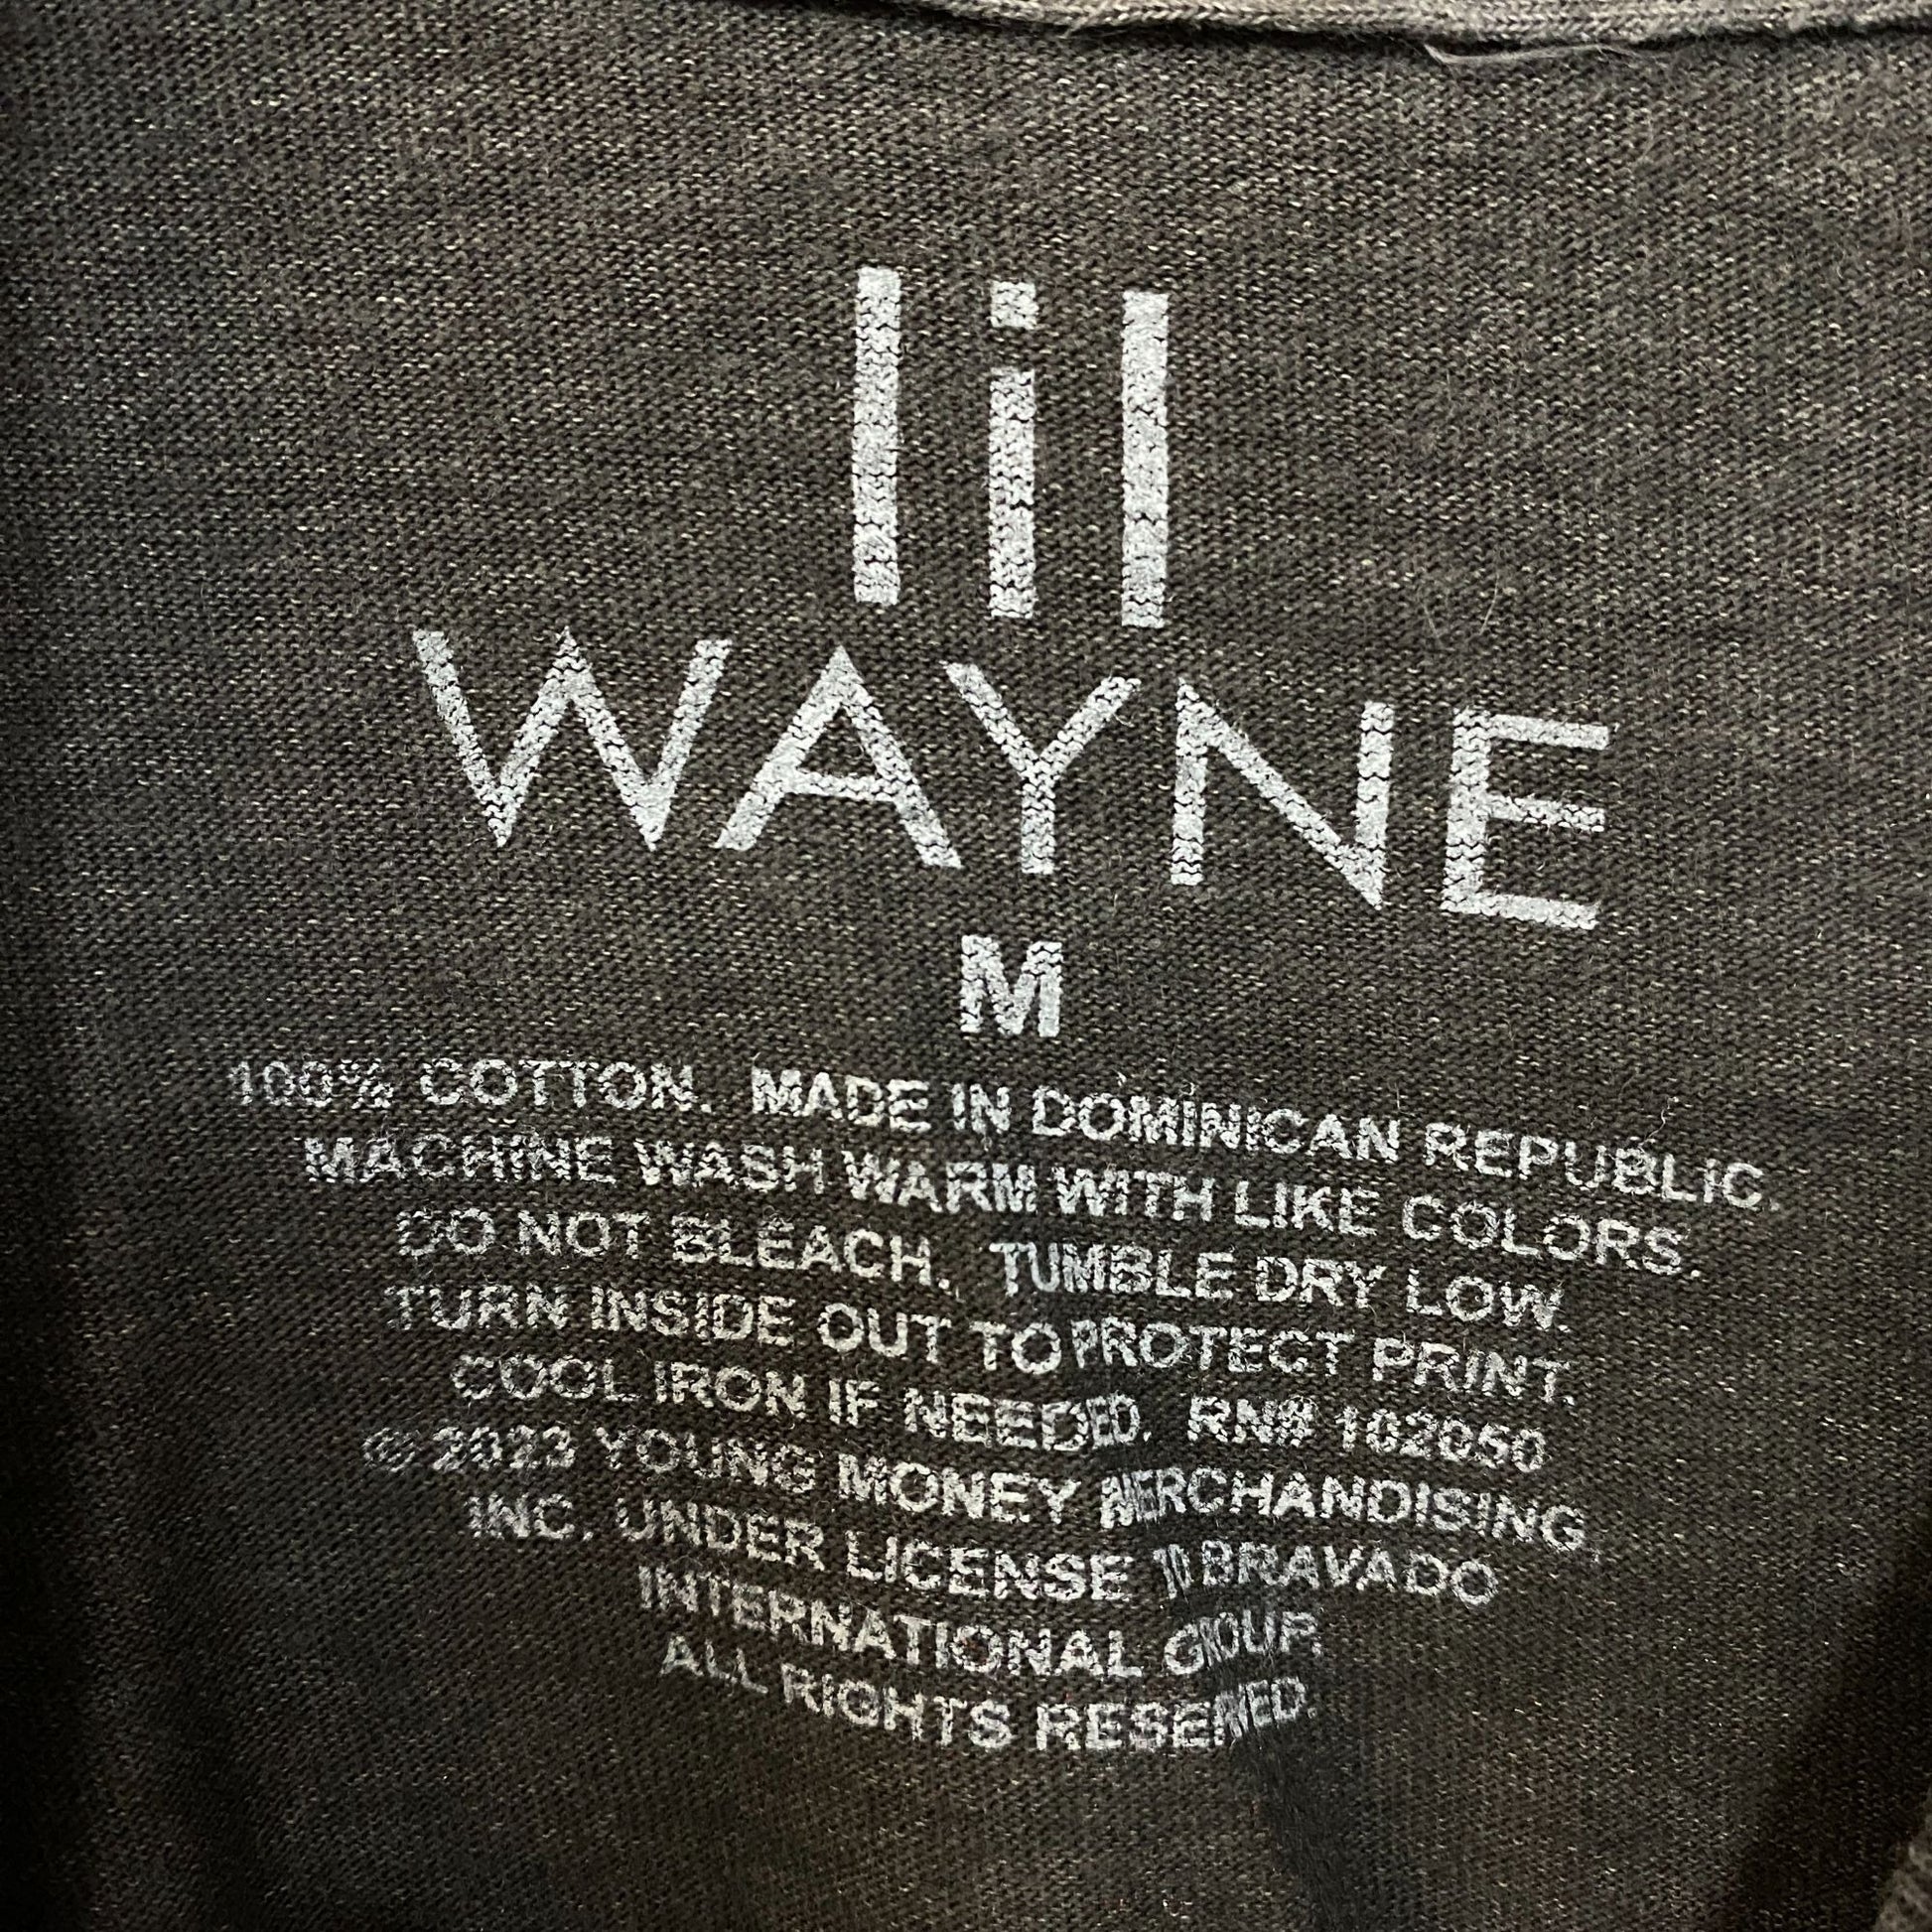 lil
WAYNE
M
100% COTTON. MADE IN DOMINICAN REPUBLIC.
MACHINE WASH WARM WITH LIKE COLORS.
DO NOT BLEACH. TUMBLE DRY LOW.
TURN INSIDE OUT TO PROTECT PRINT.
COOL IRON IF NEEDED. RN# 102050
© 2023 YOUNG MONEY MERCHANDISING,
INC. UNDER LICENSE TO BRAVADO
INTERNATIONAL GROUP.
ALL RIGHTS RESERVED.